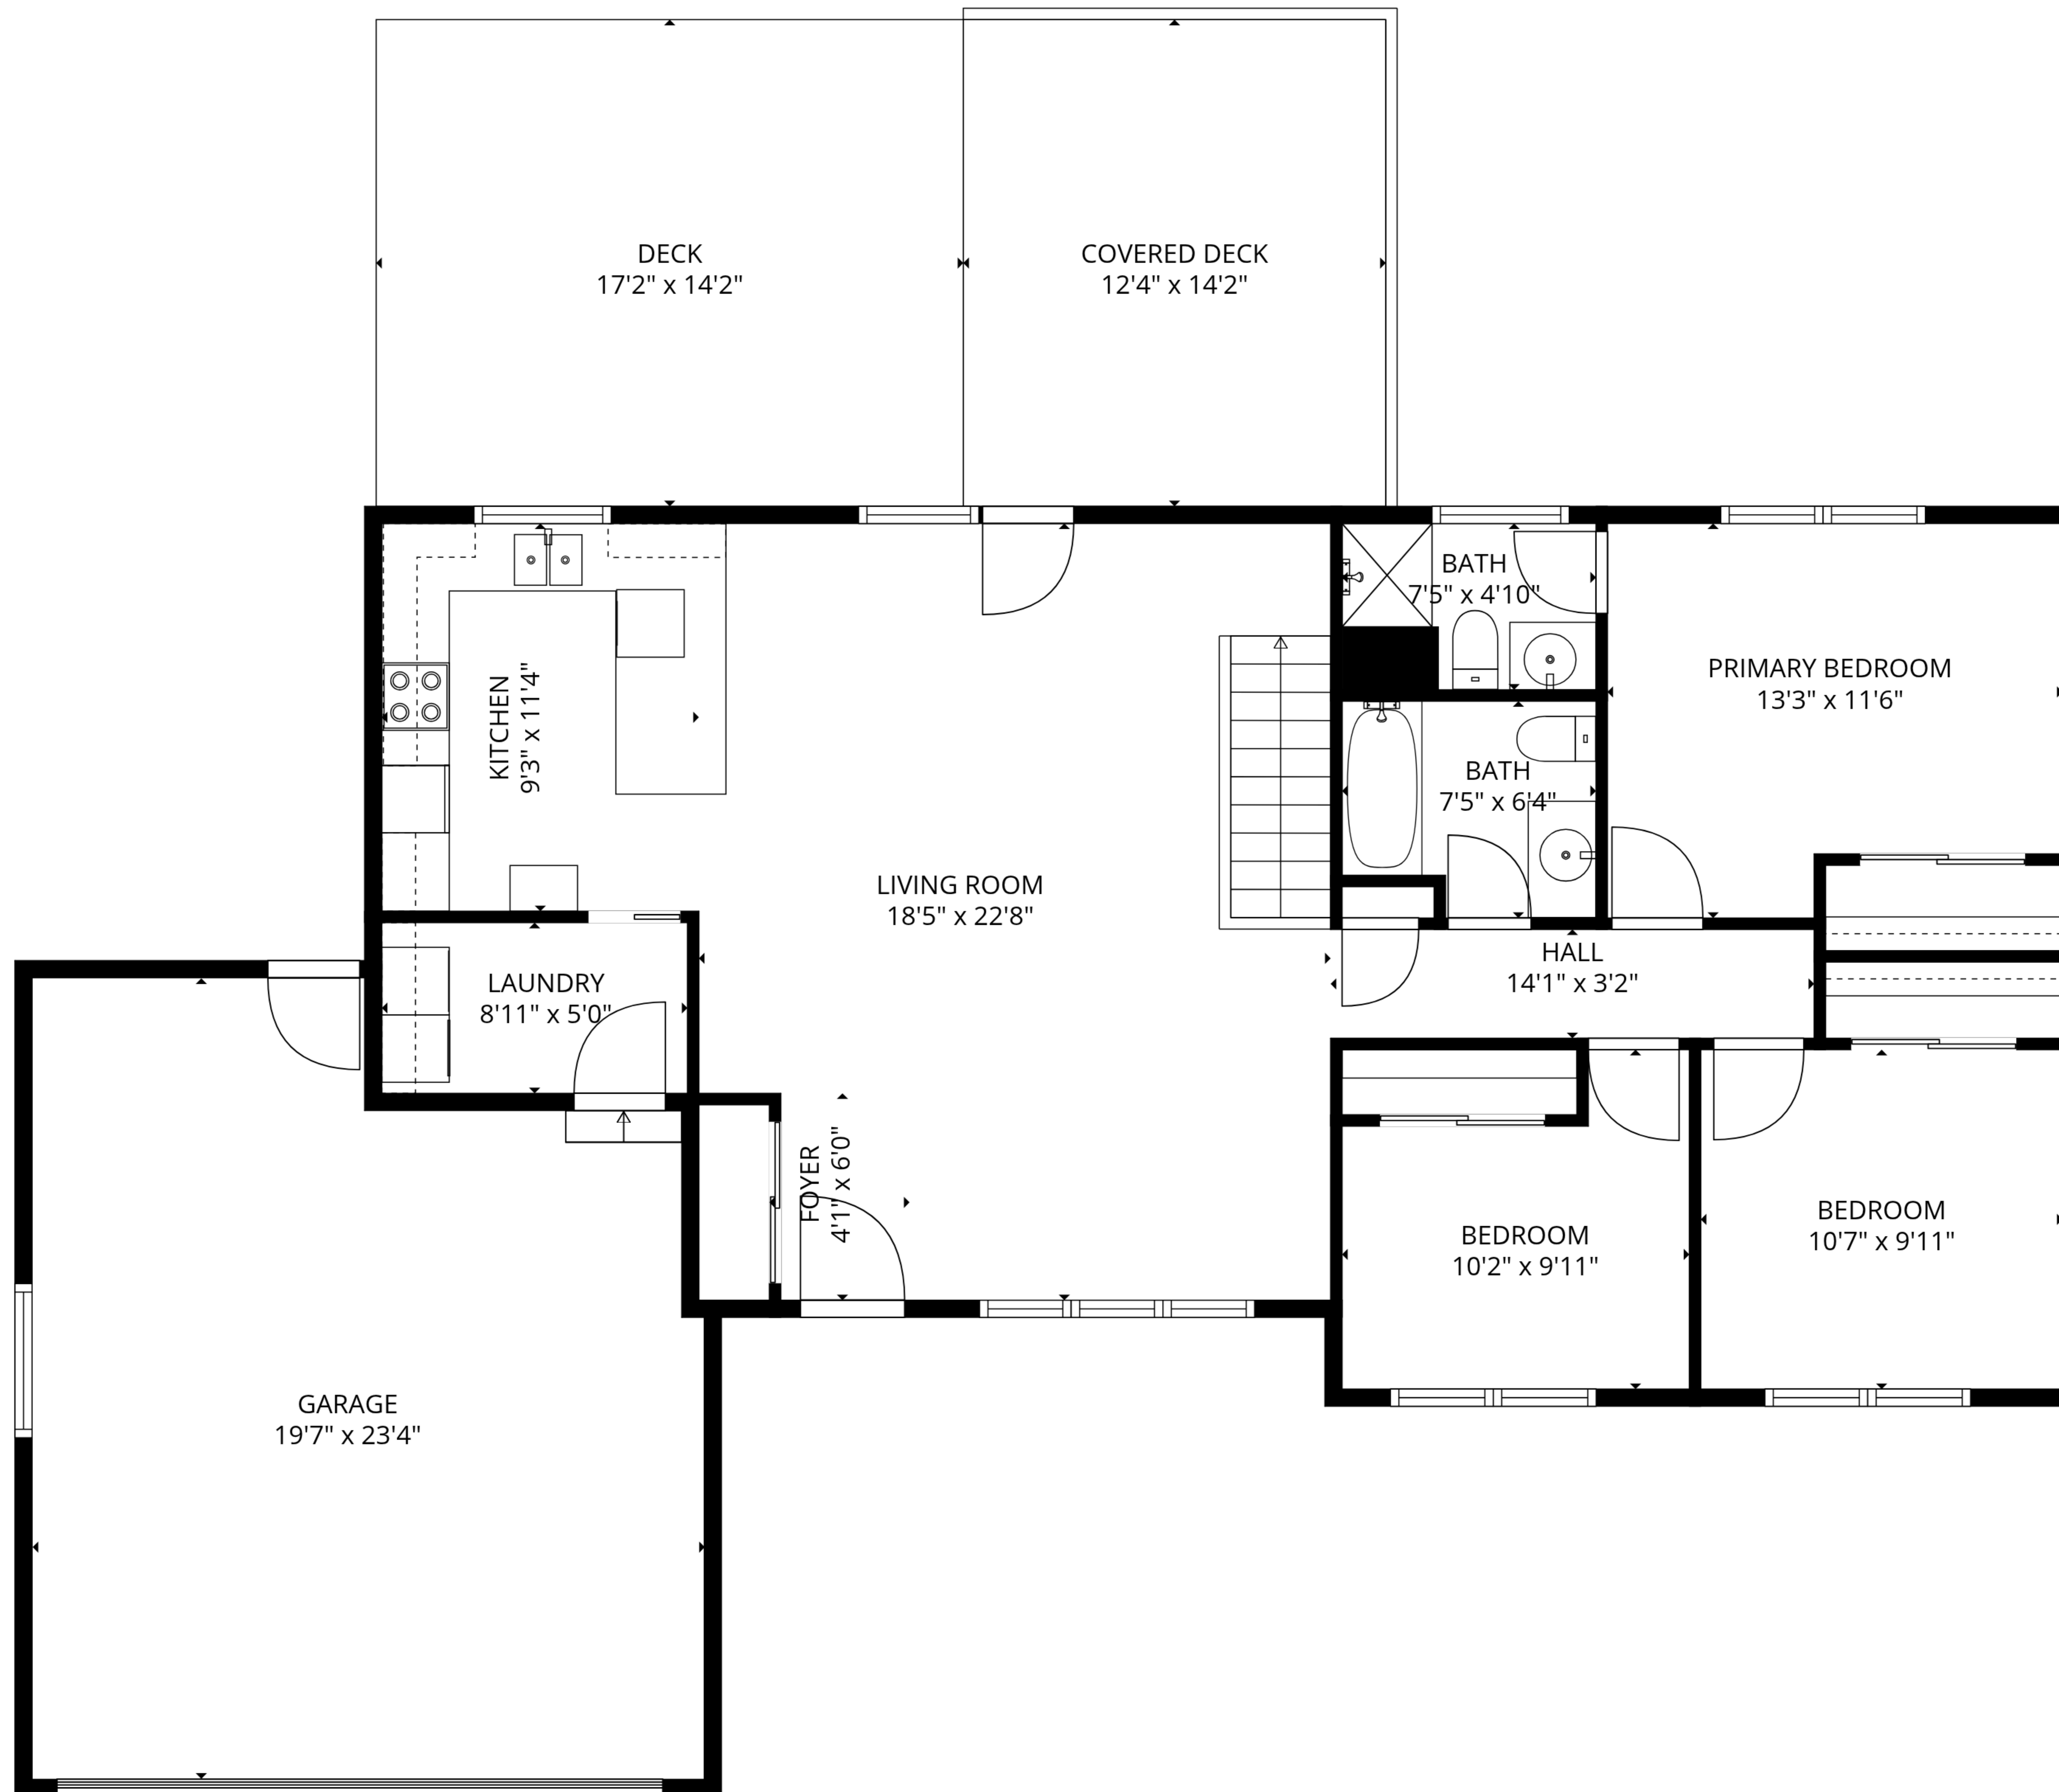 DECK
17'2" x 14'2"
COVERED DECK
12'4" x 14'2"
BATH
7'5" x 4'10"
KITCHEN
9'3" x 11'4"
PRIMARY BEDROOM
13'3" x 11'6"
BATH
7'5" x 6'4"
LIVING ROOM
18'5" x 22'8"
HALL
14'1" x 3'2"
LAUNDRY
8'11" x 5'0"
FOYER
4'1" x 6'0"
BEDROOM
10'2" x 9'11"
BEDROOM
10'7" x 9'11"
GARAGE
19'7" x 23'4"